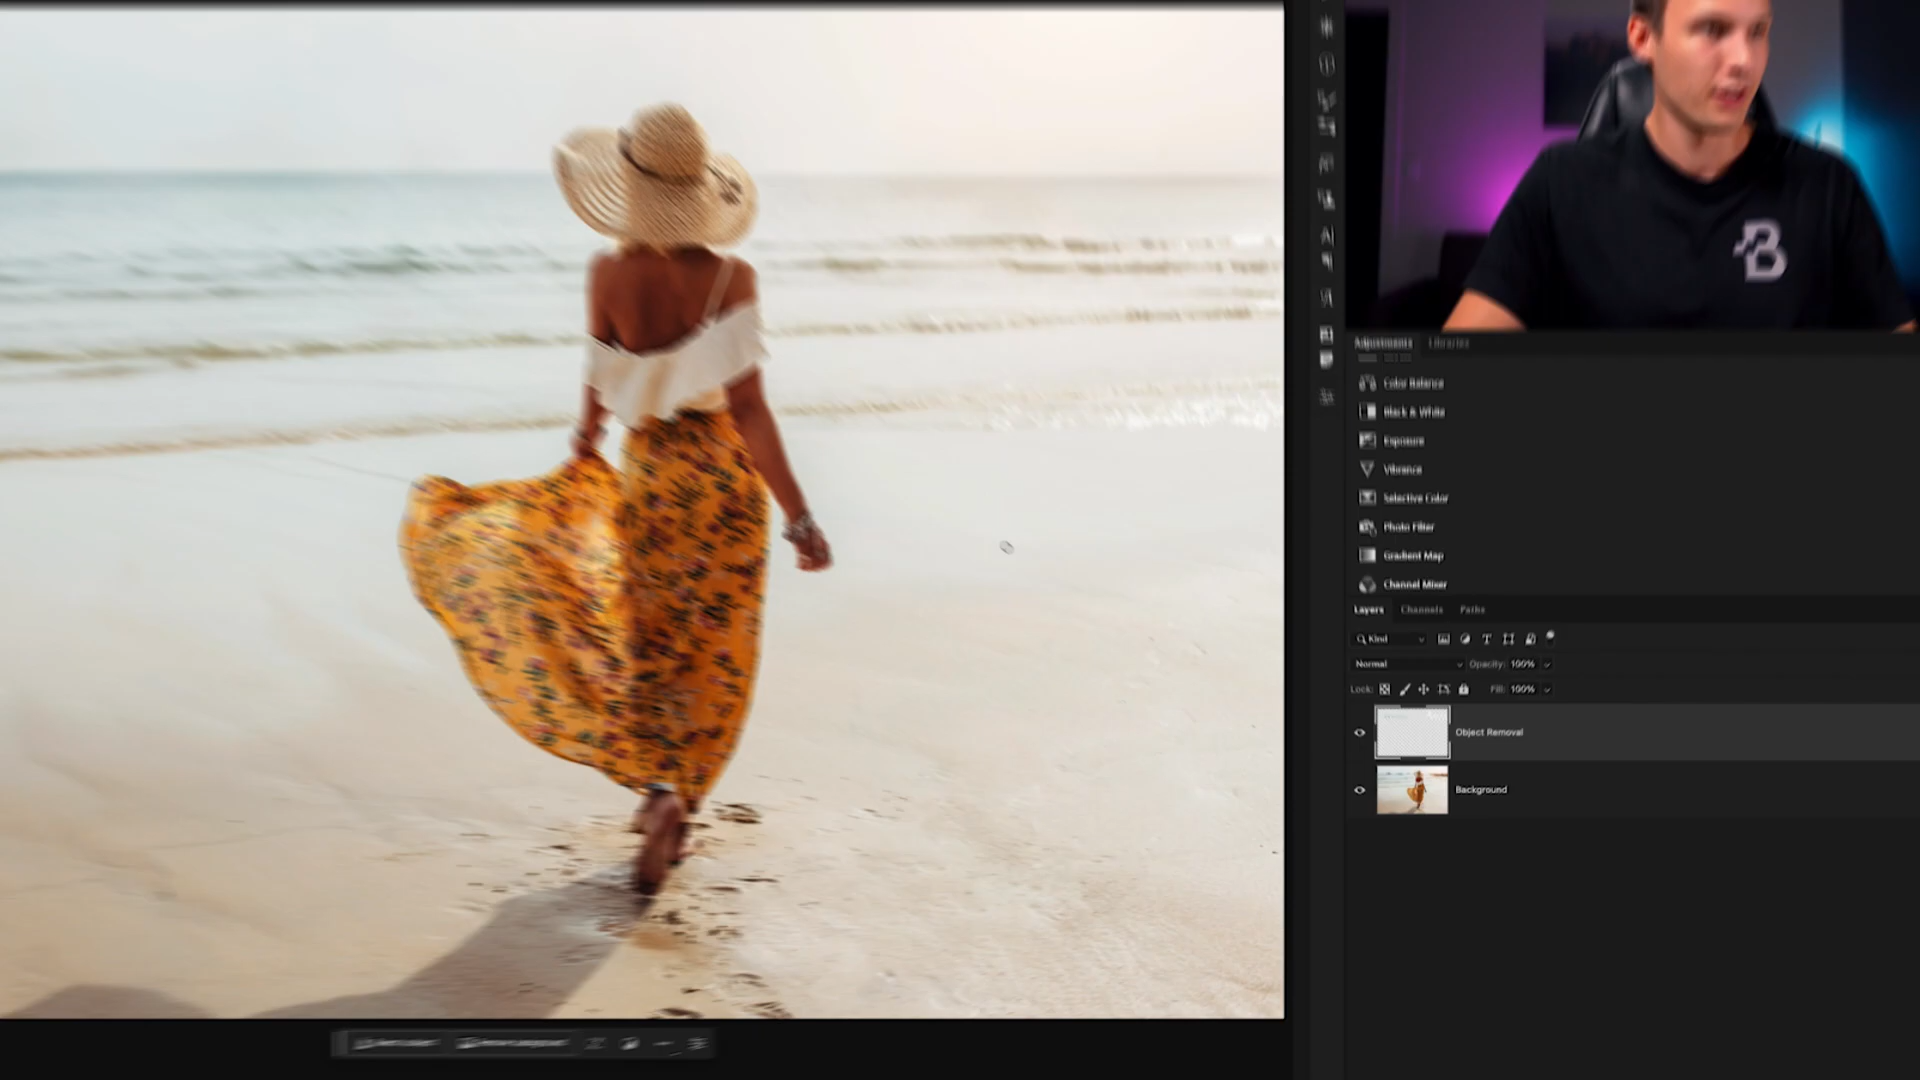 Adjustments Libraries
Color Balance
Black & White
Exposure
Vibrance
Selective Color
Photo Filter
Gradient Map
Channel Mixer
Layers Channels Paths
Kind
Normal Opacity: 100%
Lock: Fill: 100%
Object Removal
Background
B